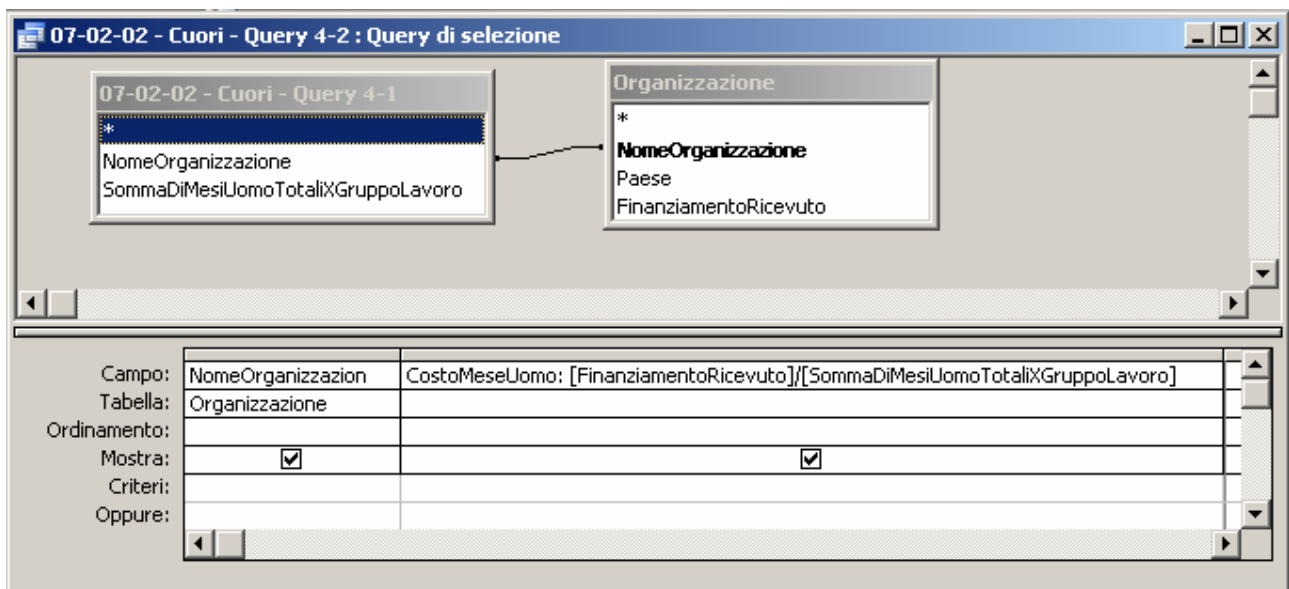 07-02-02 - Cuori - Query 4-2 : Query di selezione
07-02-02 - Cuori - Query 4-1
*
NomeOrganizzazione
SommaDiMesiUomoTotaliXGruppoLavoro
Organizzazione
*
NomeOrganizzazione
Paese
FinanziamentoRicevuto
Campo: NomeOrganizzazion CostoMeseUomo: [FinanziamentoRicevuto]/[SommaDiMesiUomoTotaliXGruppoLavoro]
Tabella: Organizzazione
Ordinamento:
Mostra:
Criteri:
Oppure: